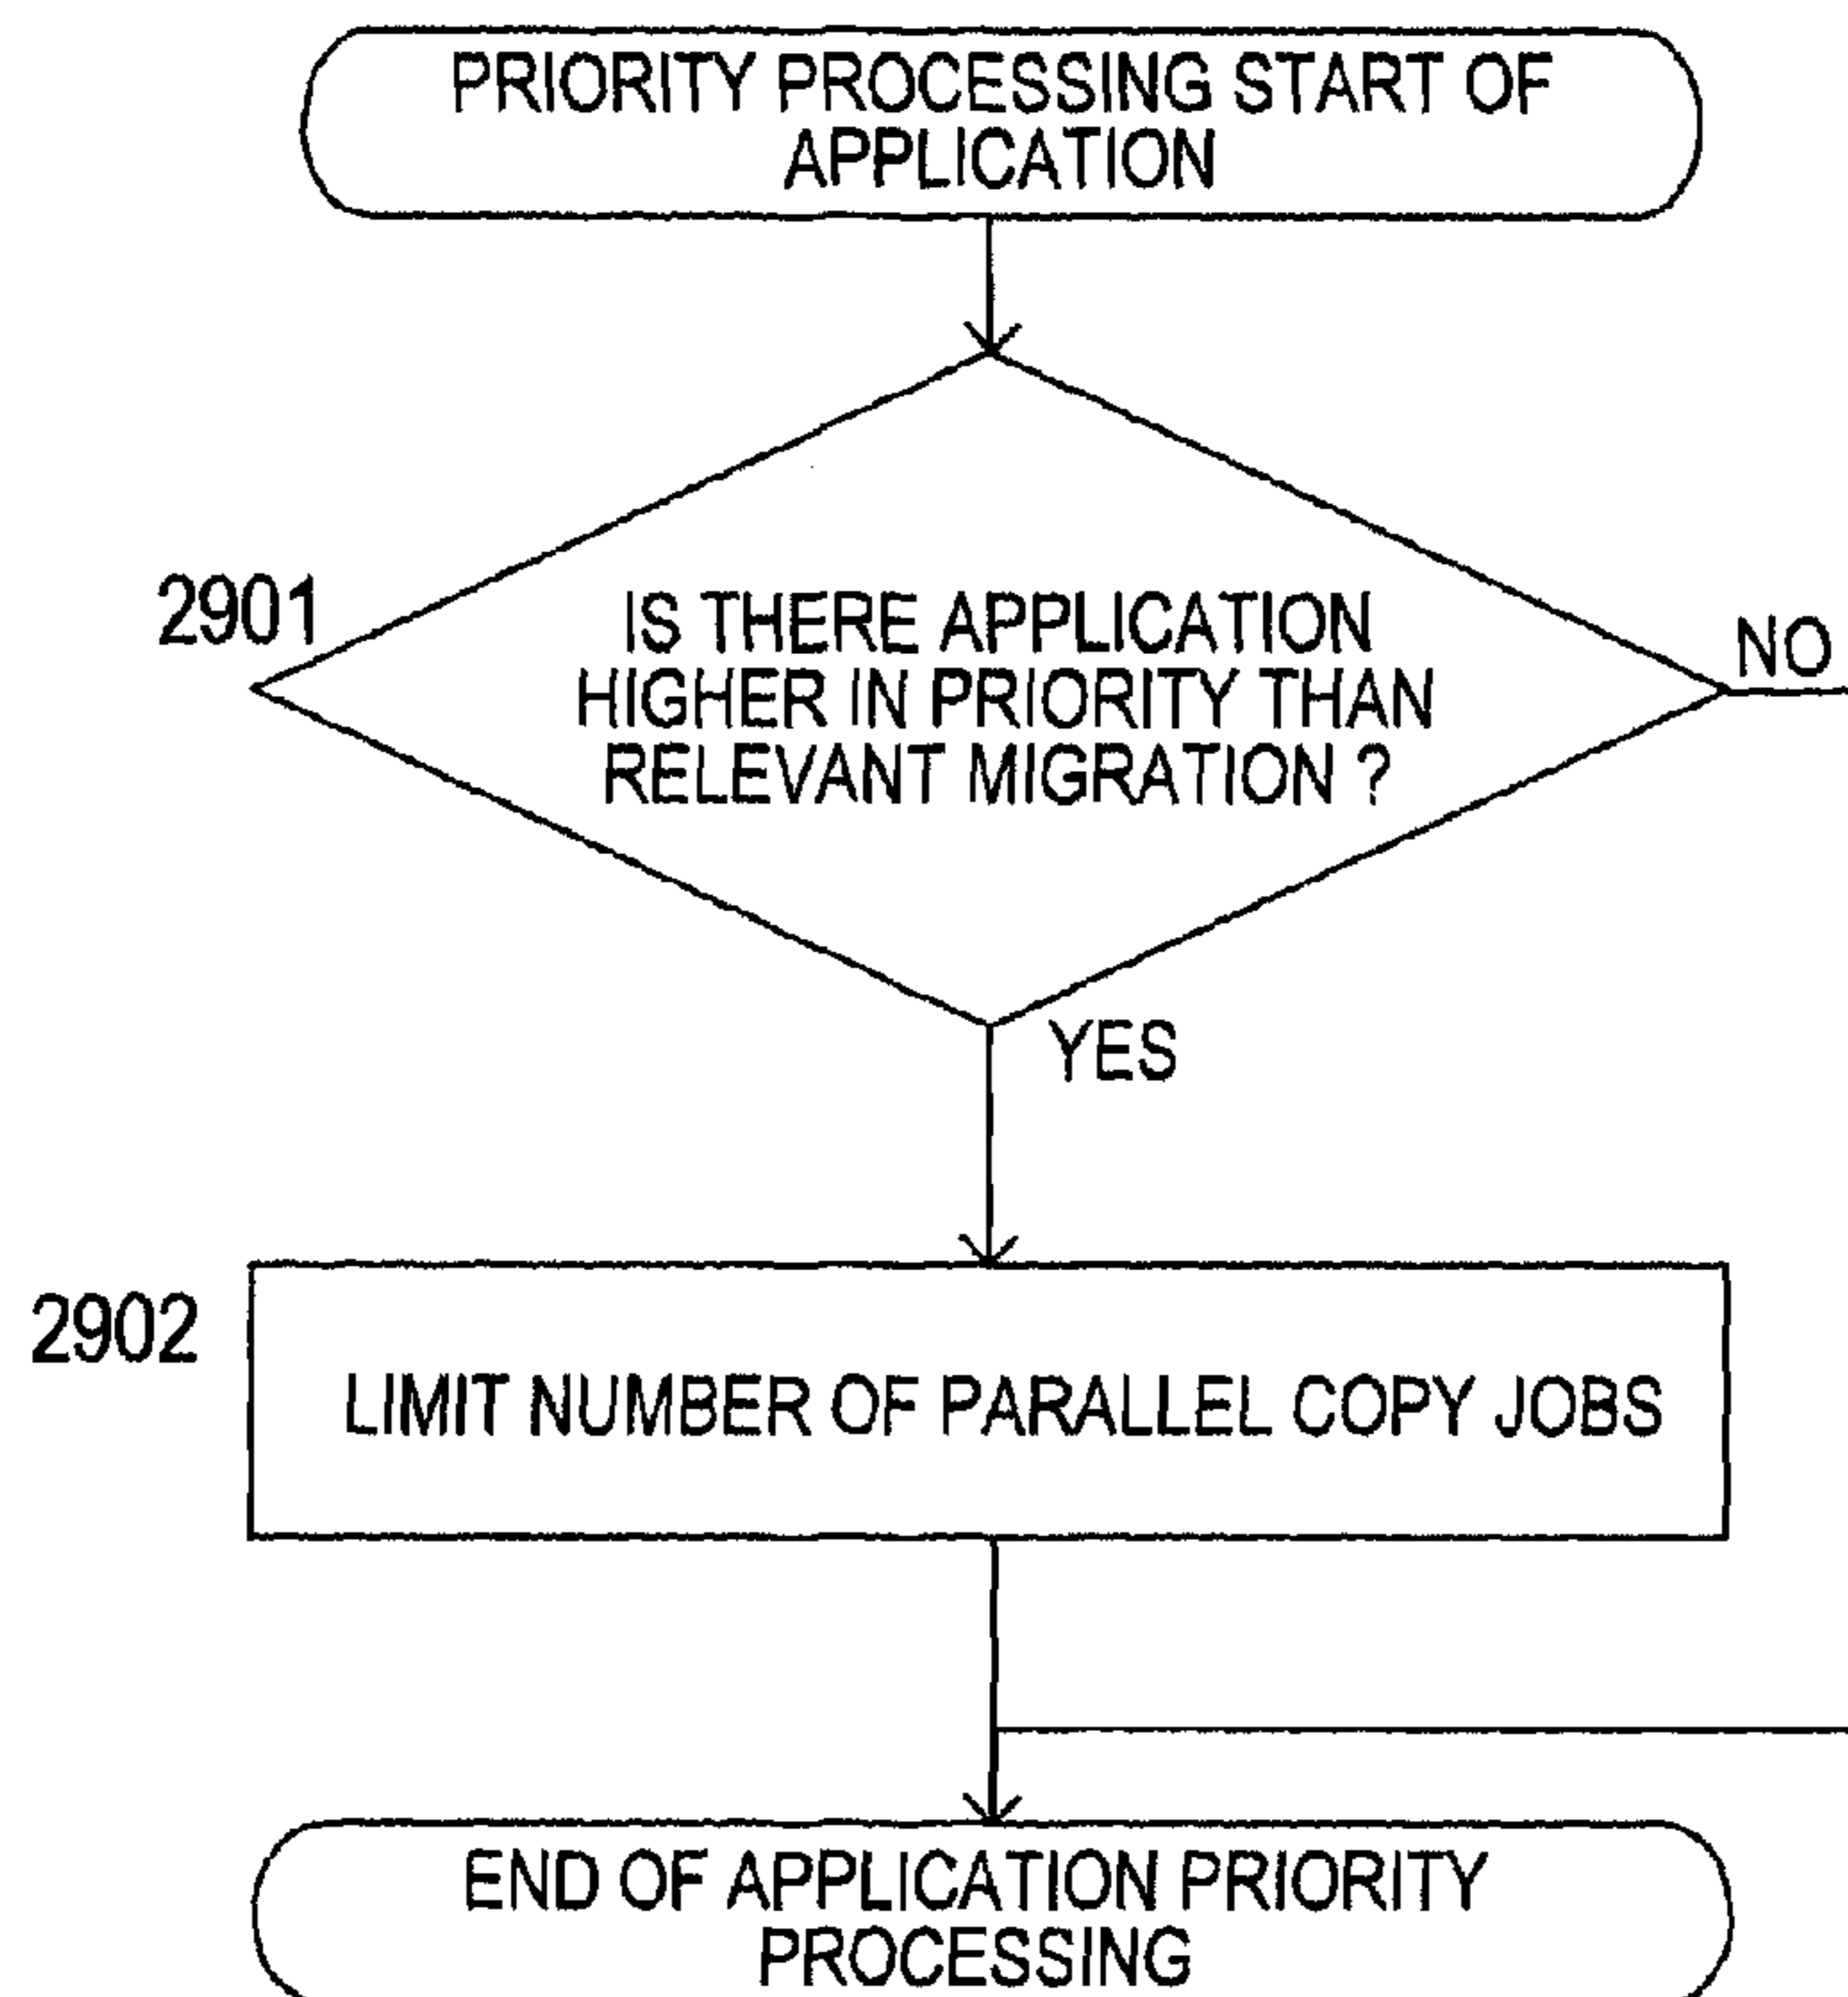 PRIORITY PROCESSING START OF
APPLICATION
2901
IS THERE APPLICATION
HIGHER IN PRIORITY THAN
RELEVANT MIGRATION ?
NO
YES
2902
LIMIT NUMBER OF PARALLEL COPY JOBS
END OF APPLICATION PRIORITY
PROCESSING